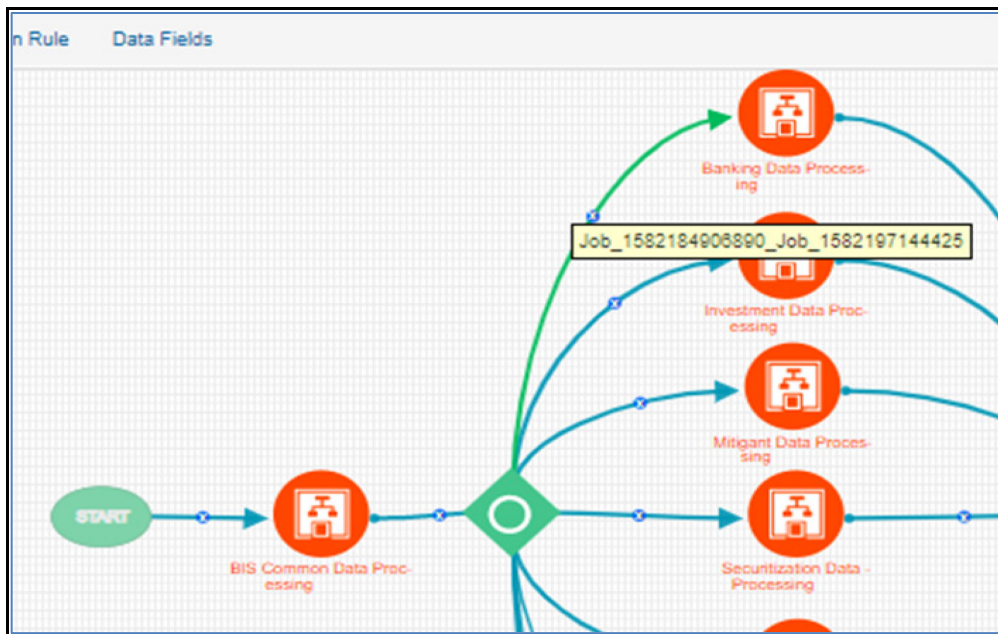 n Rule Data Fields
Banking Data Process-
ing
Job_1582184906890_Job_1582197144425
Investment Data Proc-
essing
Mitigant Data Proces-
sing
START
BIS Common Data Proc-
essing
Securitization Data -
Processing